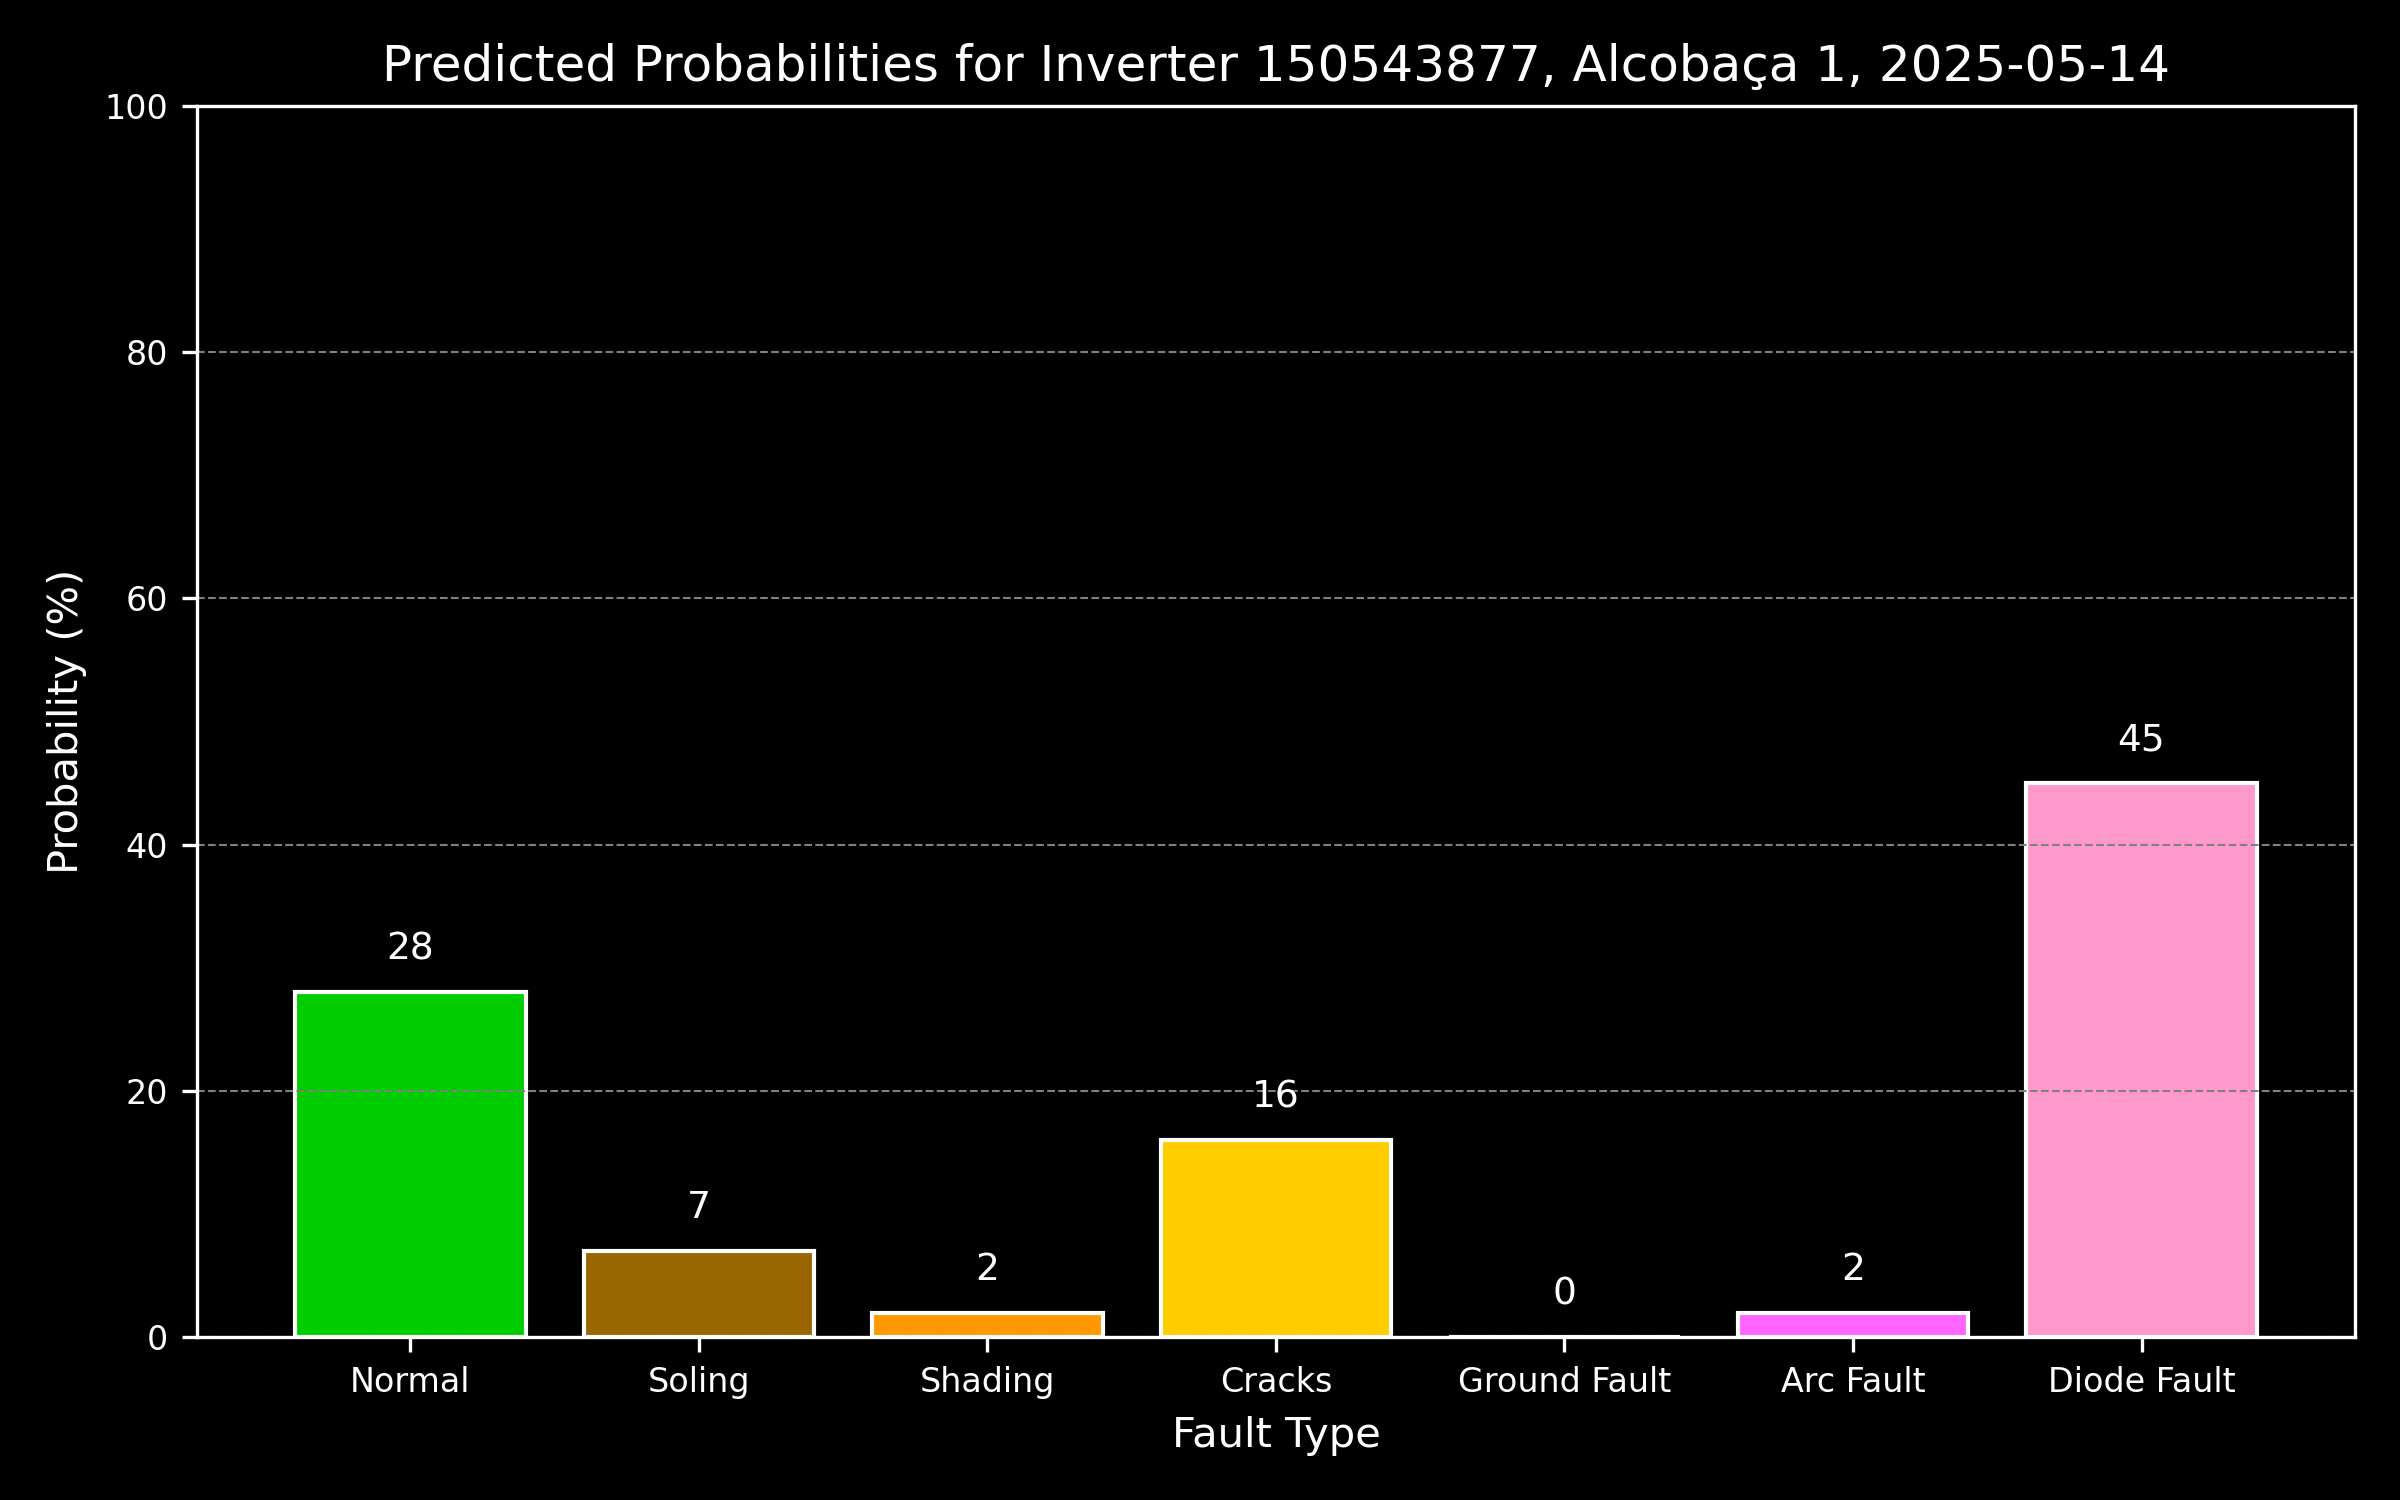 Predicted Probabilities for Inverter 150543877, Alcobaça 1, 2025-05-14
Probability (%)
100
80
60
40
20
0
28
7
2
16
0
2
45
Normal
Soling
Shading
Cracks
Ground Fault
Arc Fault
Diode Fault
Fault Type